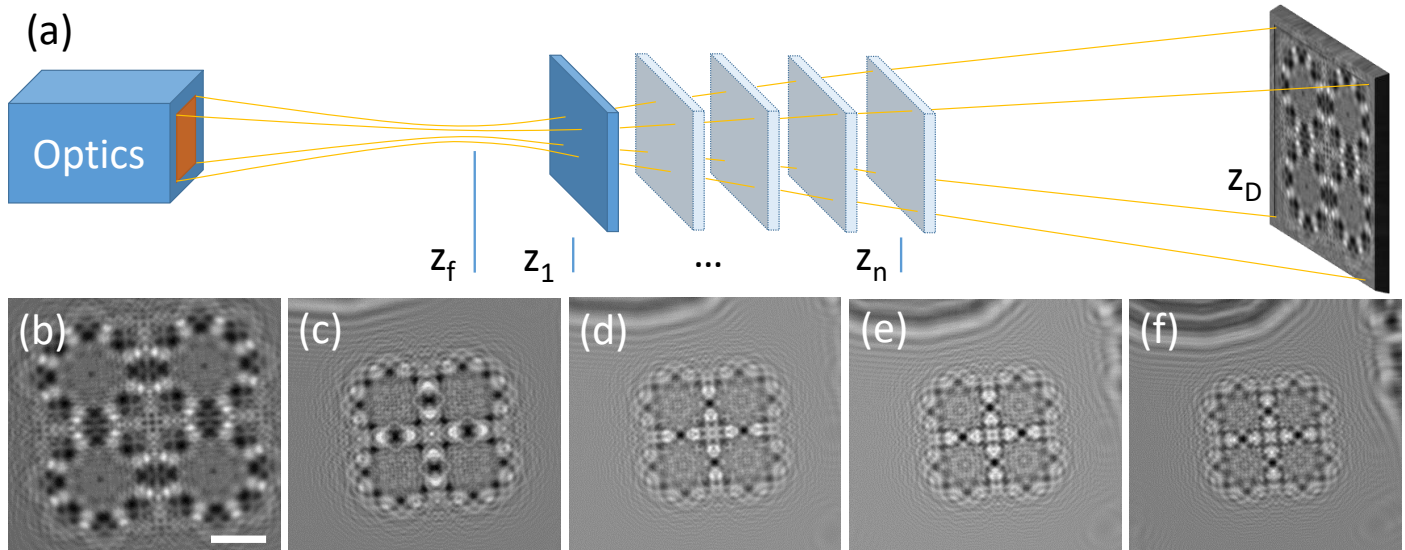 (a)
Optics
z_D
z_f
z_1
...
z_n
(b)
(c)
(d)
(e)
(f)